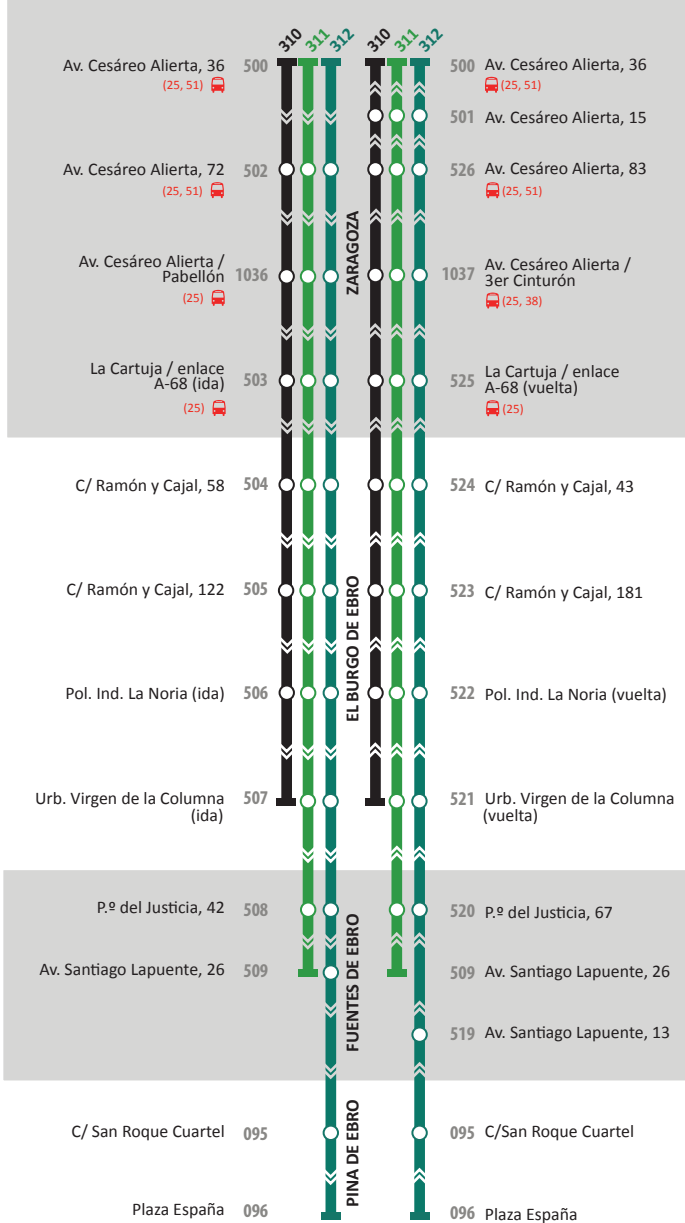 310 311 312
310 311 312
Av. Cesáreo Alierta, 36 500
(25, 51)
500 Av. Cesáreo Alierta, 36
(25, 51)
501 Av. Cesáreo Alierta, 15
Av. Cesáreo Alierta, 72 502
(25, 51)
526 Av. Cesáreo Alierta, 83
(25, 51)
ZARAGOZA
Av. Cesáreo Alierta /
Pabellón 1036
(25)
1037 Av. Cesáreo Alierta /
3er Cinturón
(25, 38)
La Cartuja / enlace
A-68 (ida) 503
(25)
525 La Cartuja / enlace
A-68 (vuelta)
(25)
C/ Ramón y Cajal, 58 504
524 C/ Ramón y Cajal, 43
C/ Ramón y Cajal, 122 505
523 C/ Ramón y Cajal, 181
EL BURGO DE EBRO
Pol. Ind. La Noria (ida) 506
522 Pol. Ind. La Noria (vuelta)
Urb. Virgen de la Columna 507
(ida)
521 Urb. Virgen de la Columna
(vuelta)
P.º del Justicia, 42 508
520 P.º del Justicia, 67
FUENTES DE EBRO
Av. Santiago Lapuente, 26 509
509 Av. Santiago Lapuente, 26
519 Av. Santiago Lapuente, 13
C/ San Roque Cuartel 095
095 C/San Roque Cuartel
PINA DE EBRO
Plaza España 096
096 Plaza España